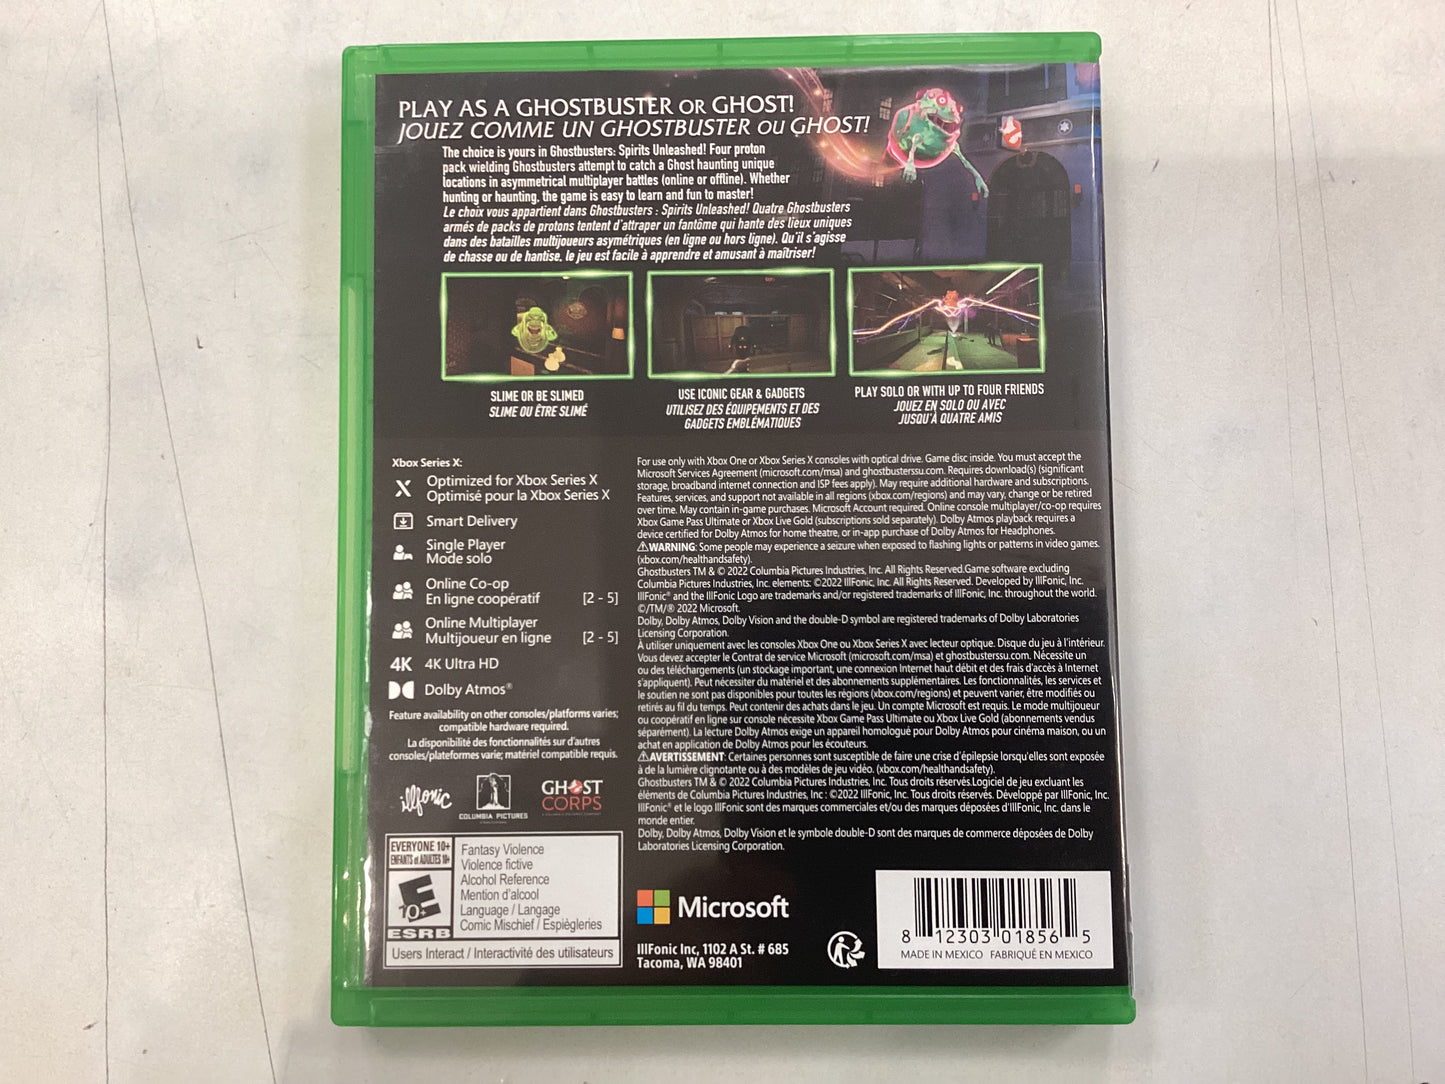 PLAY AS A GHOSTBUSTER OR GHOST!
JOUEZ COMME UN GHOSTBUSTER OU GHOST!
The choice is yours in Ghostbusters: Spirits Unleashed! Four proton
pack wielding Ghostbusters attempt to catch a Ghost haunting unique
locations in asymmetrical multiplayer battles (online or offline). Whether
hunting or haunting, the game is easy to learn and fun to master!
Le choix vous appartient dans Ghostbusters : Spirits Unleashed! Quatre Ghostbusters
armés de packs de protons tentent d'attraper un fantôme qui hante des lieux uniques
dans des batailles multijoueurs asymétriques (en ligne ou hors ligne). Qu'il s'agisse
de chasse ou de hantise, le jeu est facile à apprendre et amusant à maîtriser!
SLIME OR BE SLIMED
SLIME OU ÊTRE SLIMÉ
USE ICONIC GEAR & GADGETS
UTILISEZ DES ÉQUIPEMENTS ET DES
GADGETS EMBLÉMATIQUES
PLAY SOLO OR WITH UP TO FOUR FRIENDS
JOUEZ EN SOLO OU AVEC
JUSQU'À QUATRE AMIS
Xbox Series X:
X Optimized for Xbox Series X
Optimisé pour la Xbox Series X
Smart Delivery
Single Player
Mode solo
Online Co-op
En ligne coopératif [2 - 5]
Online Multiplayer
Multijoueur en ligne [2 - 5]
4K 4K Ultra HD
Dolby Atmos®
Feature availability on other consoles/platforms varies;
compatible hardware required.
La disponibilité des fonctionnalités sur d'autres
consoles/plateformes varie; matériel compatible requis.
illfonic
COLUMBIA PICTURES
GHOST
CORPS
EVERYONE 10+
ENFANTS et ADULTES 10+
E
10+
ESRB
Fantasy Violence
Violence fictive
Alcohol Reference
Mention d'alcool
Language / Langage
Comic Mischief / Espiègleries
Users Interact / Interactivité des utilisateurs
For use only with Xbox One or Xbox Series X consoles with optical drive. Game disc inside. You must accept the
Microsoft Services Agreement (microsoft.com/msa) and ghostbusterssu.com. Requires download(s) (significant
storage, broadband internet connection and ISP fees apply). May require additional hardware and subscriptions.
Features, services, and support not available in all regions (xbox.com/regions) and may vary, change or be retired
over time. May contain in-game purchases. Microsoft Account required. Online console multiplayer/co-op requires
Xbox Game Pass Ultimate or Xbox Live Gold (subscriptions sold separately). Dolby Atmos playback requires a
device certified for Dolby Atmos for home theatre, or in-app purchase of Dolby Atmos for Headphones.
⚠WARNING: Some people may experience a seizure when exposed to flashing lights or patterns in video games.
(xbox.com/healthandsafety).
Ghostbusters TM & © 2022 Columbia Pictures Industries, Inc. All Rights Reserved.Game software excluding
Columbia Pictures Industries, Inc. elements: ©2022 IllFonic, Inc. All Rights Reserved. Developed by IllFonic, Inc.
IllFonic® and the IllFonic Logo are trademarks and/or registered trademarks of IllFonic, Inc. throughout the world.
©/TM/® 2022 Microsoft.
Dolby, Dolby Atmos, Dolby Vision and the double-D symbol are registered trademarks of Dolby Laboratories
Licensing Corporation.
À utiliser uniquement avec les consoles Xbox One ou Xbox Series X avec lecteur optique. Disque du jeu à l'intérieur.
Vous devez accepter le Contrat de service Microsoft (microsoft.com/msa) et ghostbusterssu.com. Nécessite un
ou des téléchargements (un stockage important, une connexion Internet haut débit et des frais d'accès à Internet
s'appliquent). Peut nécessiter du matériel et des abonnements supplémentaires. Les fonctionnalités, les services et
le soutien ne sont pas disponibles pour toutes les régions (xbox.com/regions) et peuvent varier, être modifiés ou
retirés au fil du temps. Peut contenir des achats dans le jeu. Un compte Microsoft est requis. Le mode multijoueur
ou coopératif en ligne sur console nécessite Xbox Game Pass Ultimate ou Xbox Live Gold (abonnements vendus
séparément). La lecture Dolby Atmos exige un appareil homologué pour Dolby Atmos pour cinéma maison, ou un
achat en application de Dolby Atmos pour les écouteurs.
⚠AVERTISSEMENT: Certaines personnes sont susceptible de faire une crise d'épilepsie lorsqu'elles sont exposée
à de la lumière clignotante ou à des modèles de jeu vidéo. (xbox.com/healthandsafety).
Ghostbusters TM & © 2022 Columbia Pictures Industries, Inc. Tous droits réservés.Logiciel de jeu excluant les
éléments de Columbia Pictures Industries, Inc : ©2022 IllFonic, Inc. Tous droits réservés. Développé par IllFonic, Inc.
IllFonic® et le logo IllFonic sont des marques commerciales et/ou des marques déposées d'IllFonic, Inc. dans le
monde entier.
Dolby, Dolby Atmos, Dolby Vision et le symbole double-D sont des marques de commerce déposées de Dolby
Laboratories Licensing Corporation.
Microsoft
IllFonic Inc, 1102 A St. # 685
Tacoma, WA 98401
8 12303 01856 5
MADE IN MEXICO FABRIQUÉ EN MEXICO